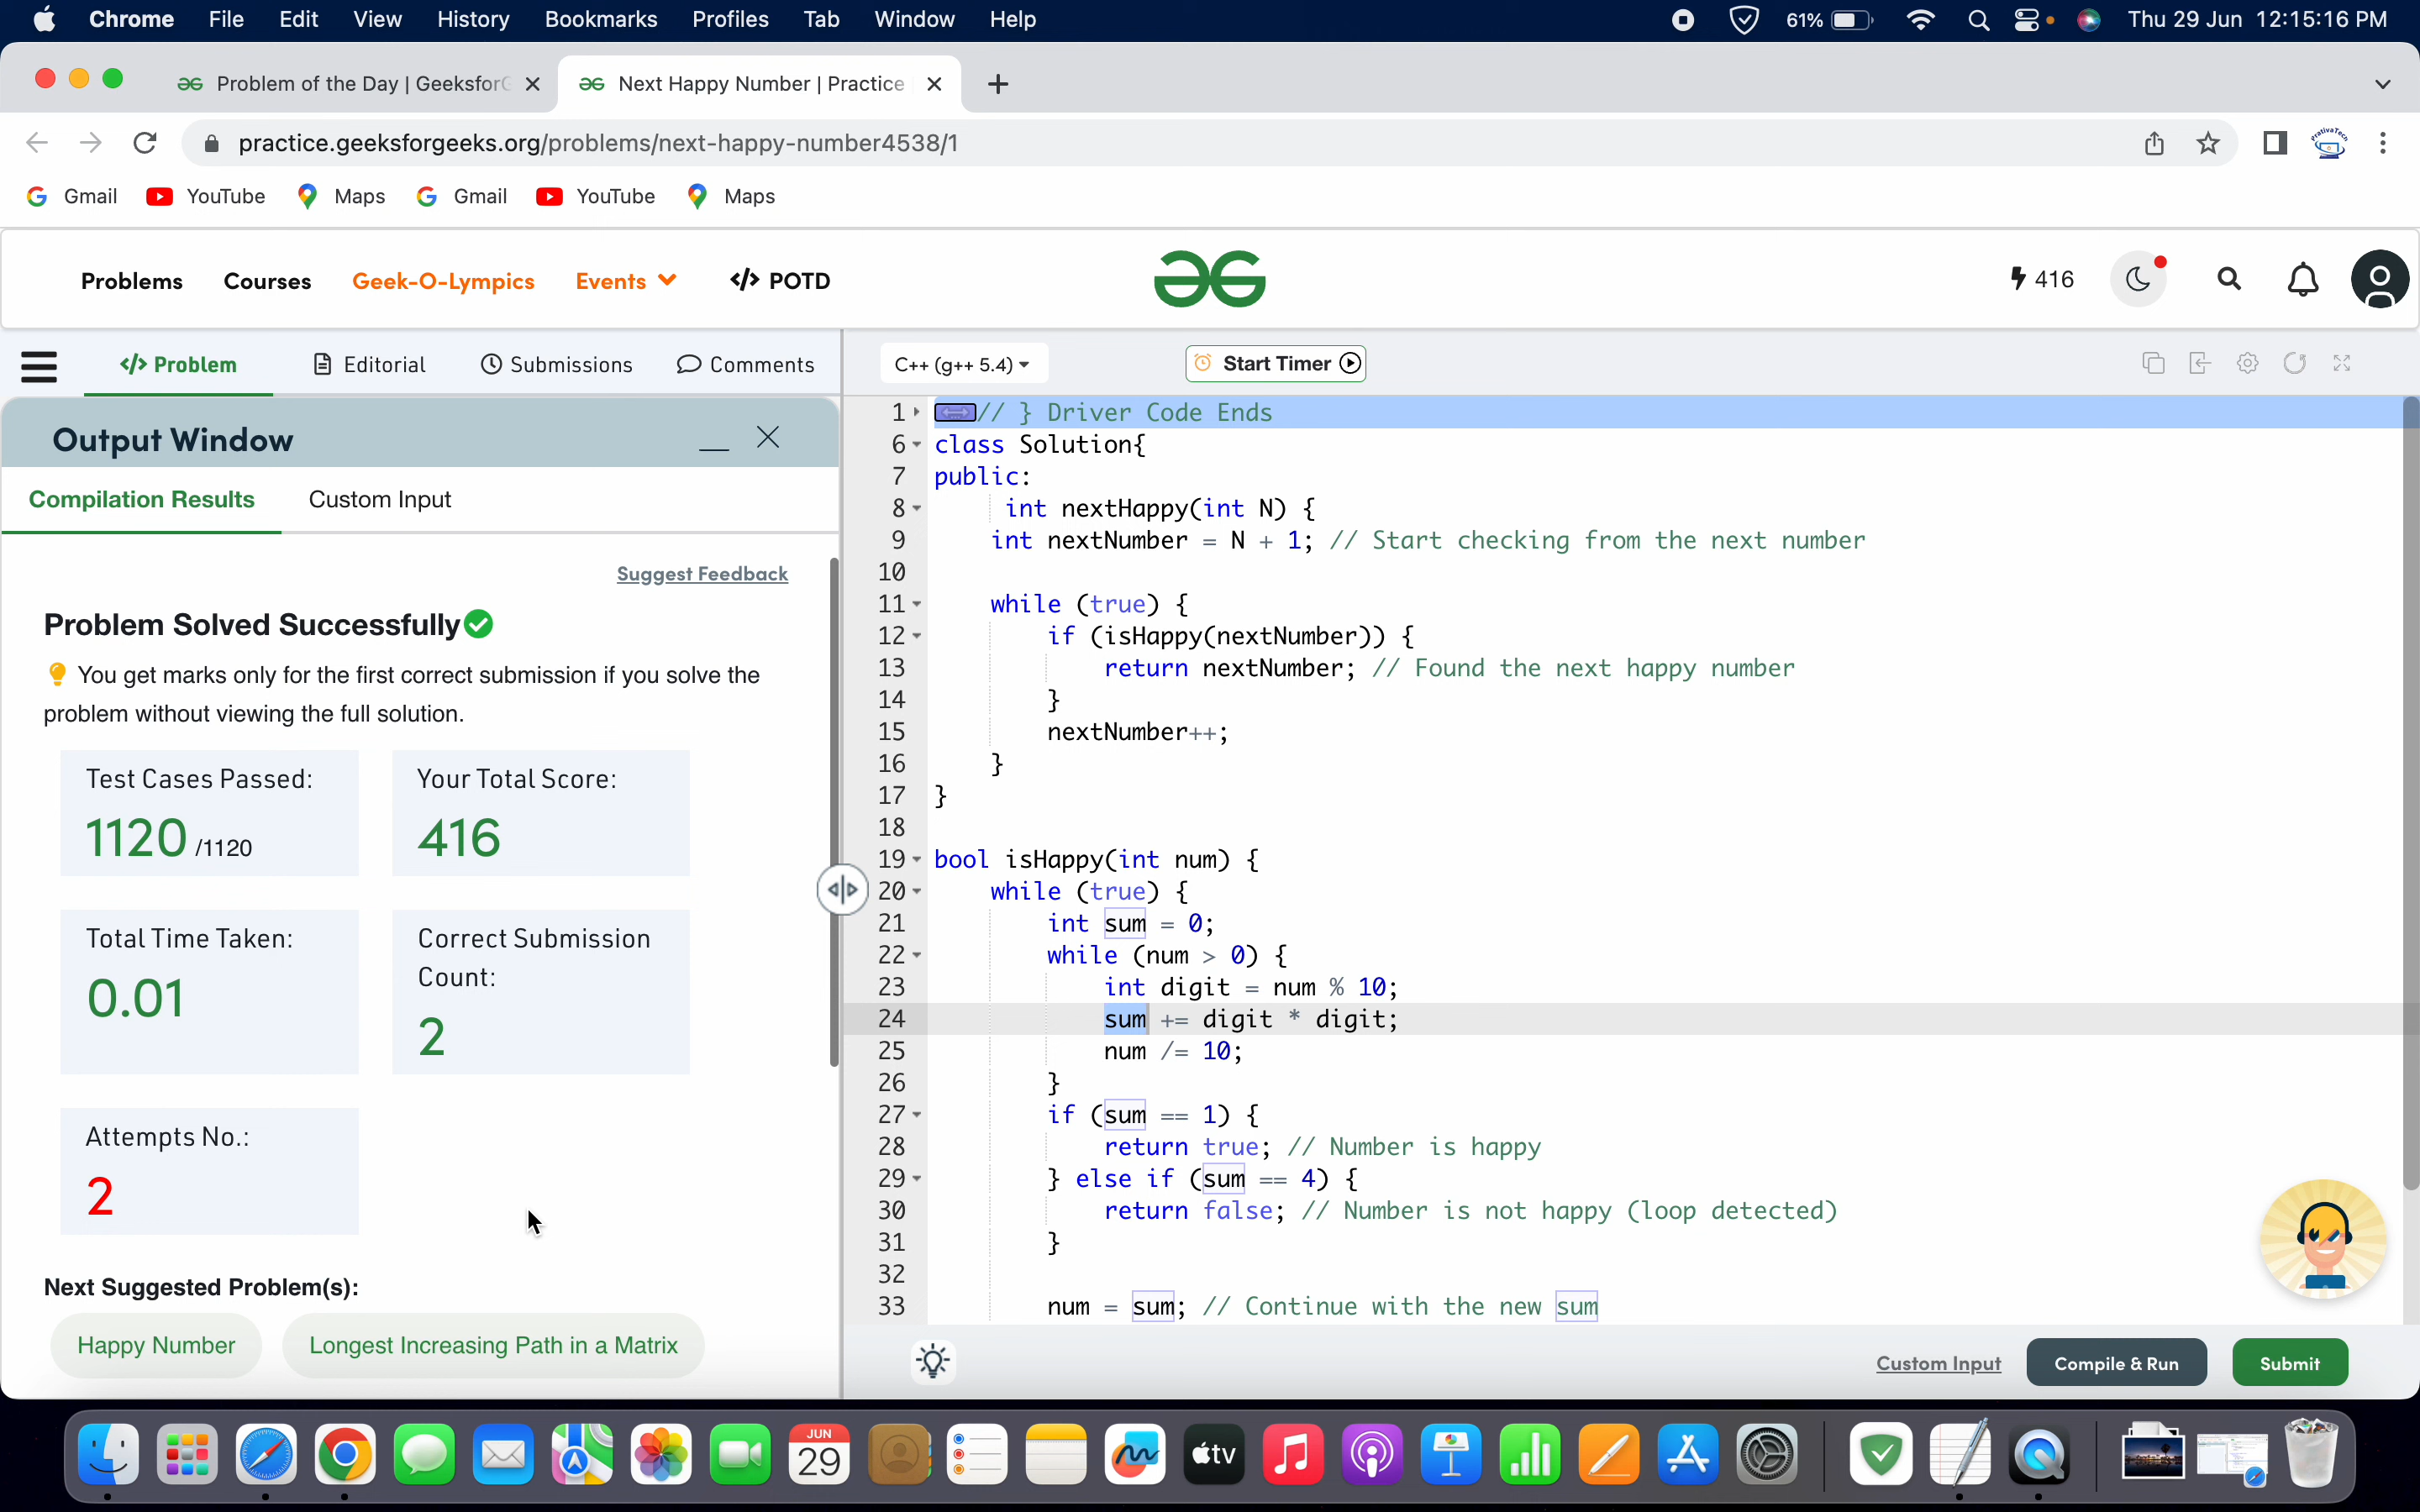 Chrome File Edit View History Bookmarks Profiles Tab Window Help 61% Thu 29 Jun 12:15:16 PM
Problem of the Day | Geeksfor Next Happy Number | Practice
practice.geeksforgeeks.org/problems/next-happy-number4538/1
Gmail YouTube Maps Gmail YouTube Maps
Problems Courses Geek-O-Lympics Events </> POTD 416
</> Problem Editorial Submissions Comments C++ (g++ 5.4) Start Timer
Output Window
Compilation Results Custom Input
Suggest Feedback
Problem Solved Successfully
You get marks only for the first correct submission if you solve the
problem without viewing the full solution.
Test Cases Passed:
1120 /1120
Your Total Score:
416
Total Time Taken:
0.01
Correct Submission
Count:
2
Attempts No.:
2
Next Suggested Problem(s):
Happy Number Longest Increasing Path in a Matrix
1 // } Driver Code Ends
6 class Solution{
7 public:
8 int nextHappy(int N) {
9 int nextNumber = N + 1; // Start checking from the next number
10
11 while (true) {
12 if (isHappy(nextNumber)) {
13 return nextNumber; // Found the next happy number
14 }
15 nextNumber++;
16 }
17 }
18
19 bool isHappy(int num) {
20 while (true) {
21 int sum = 0;
22 while (num > 0) {
23 int digit = num % 10;
24 sum += digit * digit;
25 num /= 10;
26 }
27 if (sum == 1) {
28 return true; // Number is happy
29 } else if (sum == 4) {
30 return false; // Number is not happy (loop detected)
31 }
32
33 num = sum; // Continue with the new sum
Custom Input Compile & Run Submit
JUN
29
tv